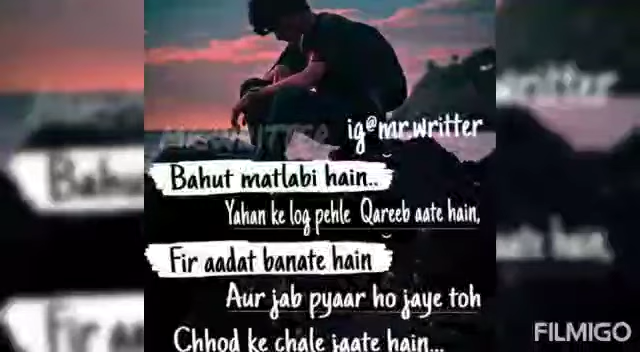 ig@mr.writter
MRWRITTER
Bahut matlabi hain..
Yahan ke log pehle Qareeb aate hain,
Fir aadat banate hain
Aur jab pyaar ho jaye toh
Chhod ke chale jaate hain...
FILMIGO